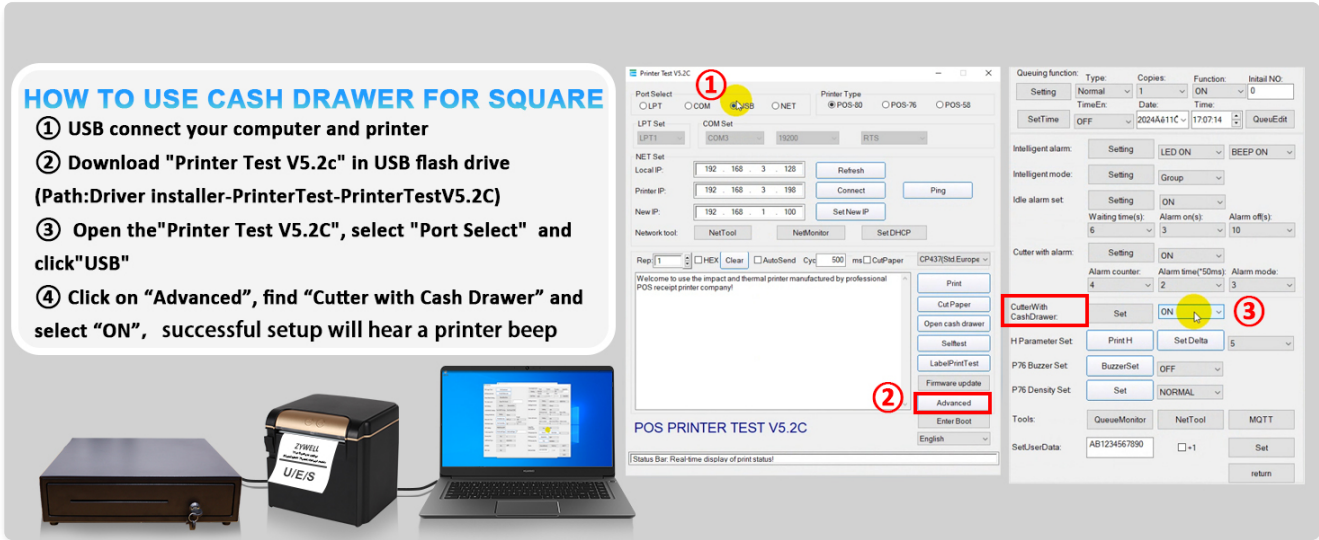 HOW TO USE CASH DRAWER FOR SQUARE
① USB connect your computer and printer
② Download "Printer Test V5.2c" in USB flash drive
(Path:Driver installer-PrinterTest-PrinterTestV5.2C)
③ Open the"Printer Test V5.2C", select "Port Select" and
click"USB"
④ Click on “Advanced”, find “Cutter with Cash Drawer” and
select “ON”, successful setup will hear a printer beep
ZYWELL
U/E/S
Printer Test V5.2C
①
Port Select
LPT COM USB NET
Printer Type
POS-80 POS-76 POS-58
LPT Set
LPT1
COM Set
COM3 19200 RTS
NET Set
Local IP: 192 . 168 . 3 . 128 Refresh
Printer IP: 192 . 168 . 3 . 198 Connect Ping
New IP: 192 . 168 . 1 . 100 Set New IP
Network tool: NetTool NetMonitor Set DHCP
Rep 1 HEX Clear AutoSend Cyc 500 ms CutPaper CP437(Std.Europe
Welcome to use the impact and thermal printer manufactured by professional
POS receipt printer company!
Print
Cut Paper
Open cash drawer
Selftest
LabelPrintTest
Firmware update
② Advanced
Enter Boot
English
POS PRINTER TEST V5.2C
Status Bar: Real-time display of print status!
Queuing function: Type: Copies: Function: Initail NO:
Setting Normal 1 ON 0
TimeEn: Date: Time:
SetTime OFF 2024Aê11Ĉ 17:07:14 QueuEdit
Intelligent alarm: Setting LED ON BEEP ON
Intelligent mode: Setting Group
Idle alarm set: Setting ON
Waiting time(s): Alarm on(s): Alarm off(s):
6 3 10
Cutter with alarm: Setting ON
Alarm counter: Alarm time(*50ms): Alarm mode:
4 2 3
CutterWith
CashDrawer: Set ON ③
H Parameter Set: Print H Set Delta 5
P76 Buzzer Set: BuzzerSet OFF
P76 Density Set: Set NORMAL
Tools: QueueMonitor NetTool MQTT
SetUserData: AB1234567890 +1 Set
return